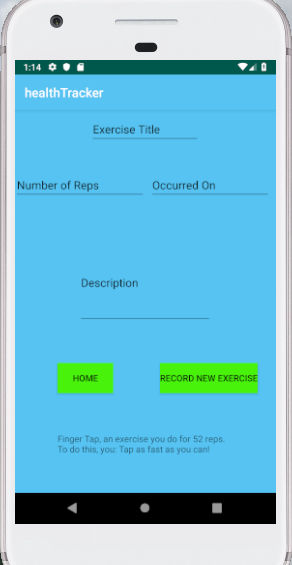 1:14
healthTracker
Exercise Title
Number of Reps Occurred On
Description
HOME RECORD NEW EXERCISE
Finger Tap, an exercise you do for 52 reps.
To do this, you: Tap as fast as you can!